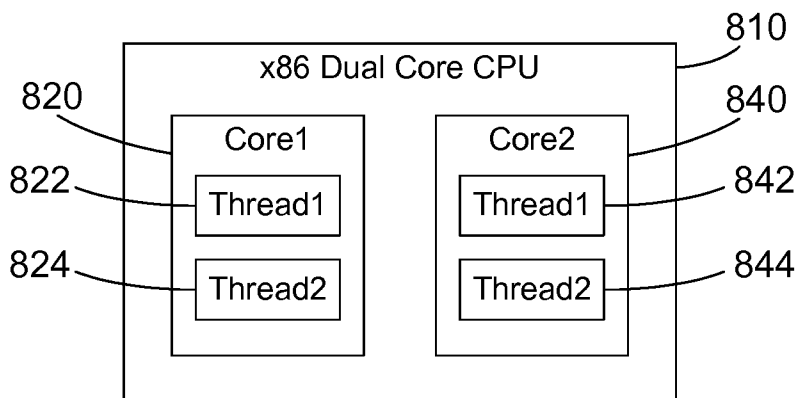 810
x86 Dual Core CPU
820
840
Core1
Core2
822
Thread1
Thread1
842
824
Thread2
Thread2
844